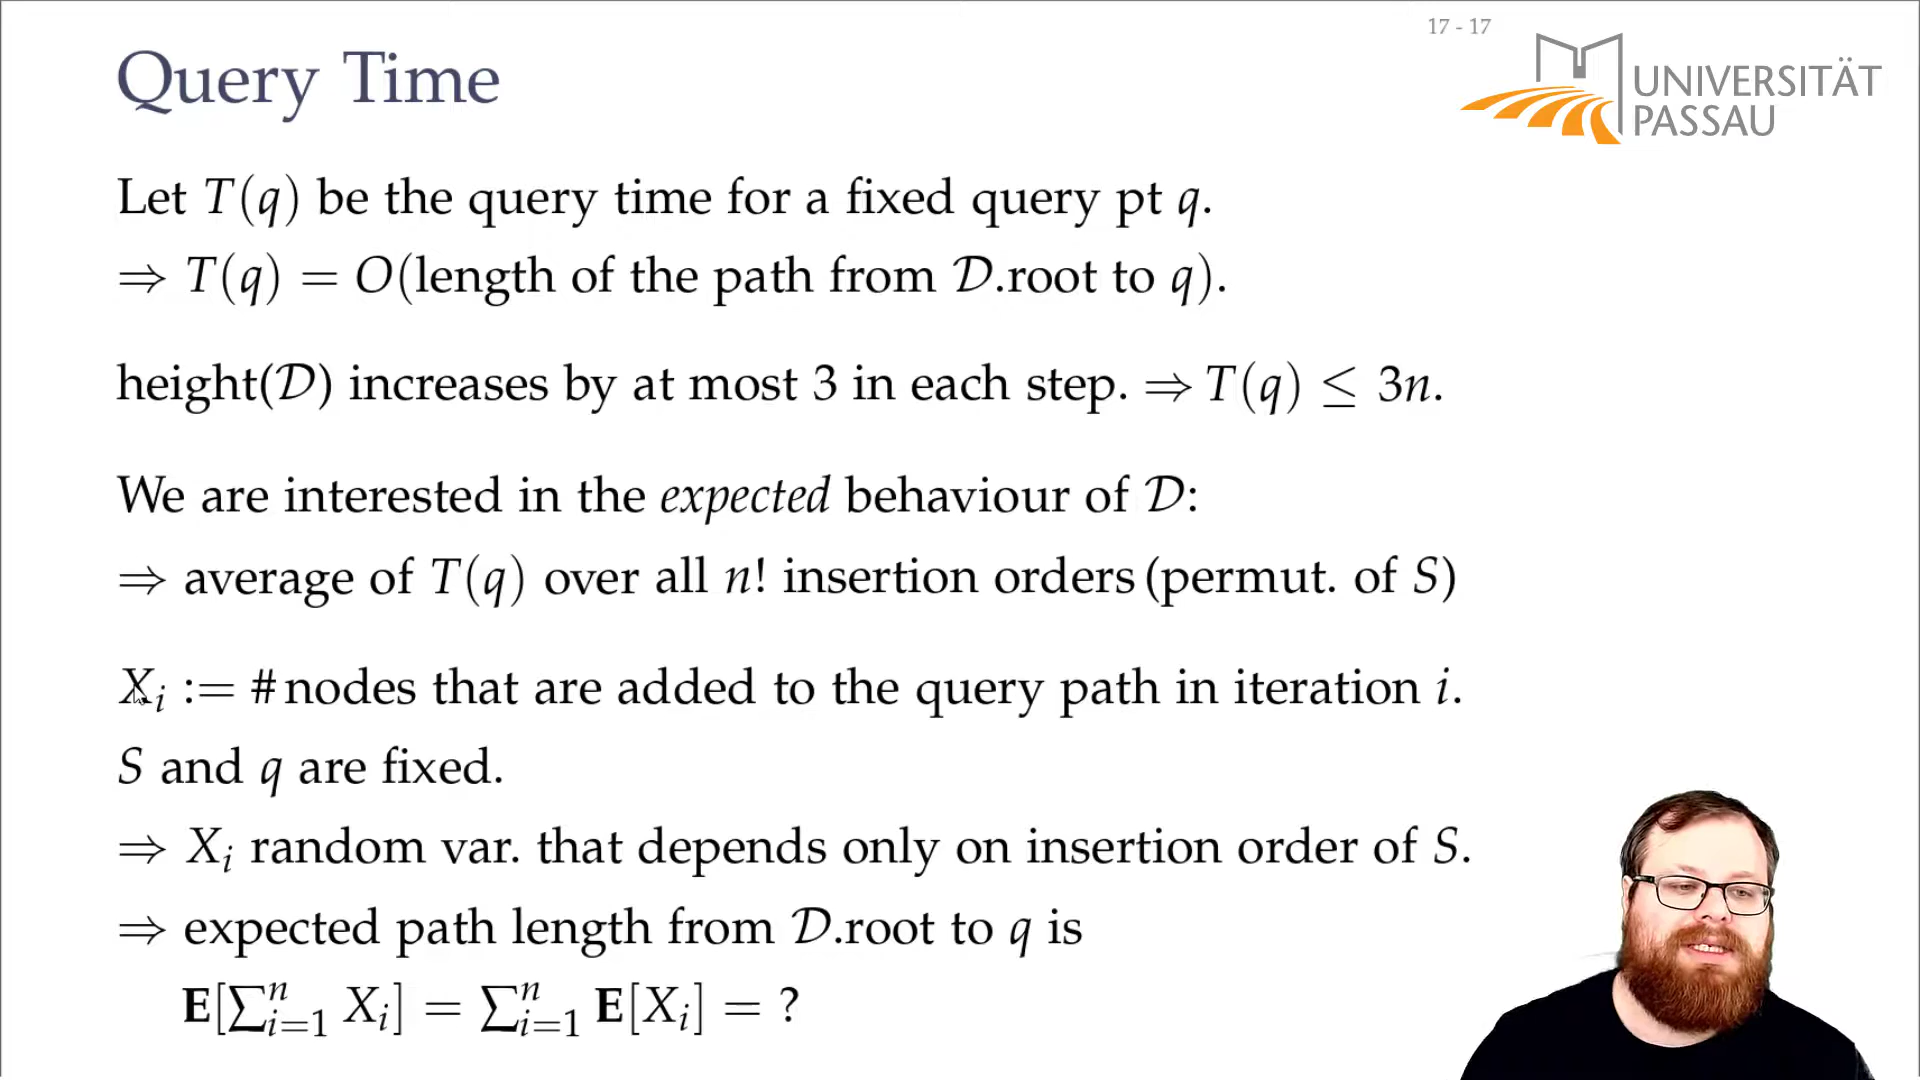 17 - 17
Query Time
UNIVERSITÄT
PASSAU
Let T(q) be the query time for a fixed query pt q.
⇒ T(q) = O(length of the path from 𝒟.root to q).
height(𝒟) increases by at most 3 in each step. ⇒ T(q) ≤ 3n.
We are interested in the expected behaviour of 𝒟:
⇒ average of T(q) over all n! insertion orders (permut. of S)
X_i := # nodes that are added to the query path in iteration i.
S and q are fixed.
⇒ X_i random var. that depends only on insertion order of S.
⇒ expected path length from 𝒟.root to q is
E[∑_{i=1}^n X_i] = ∑_{i=1}^n E[X_i] = ?